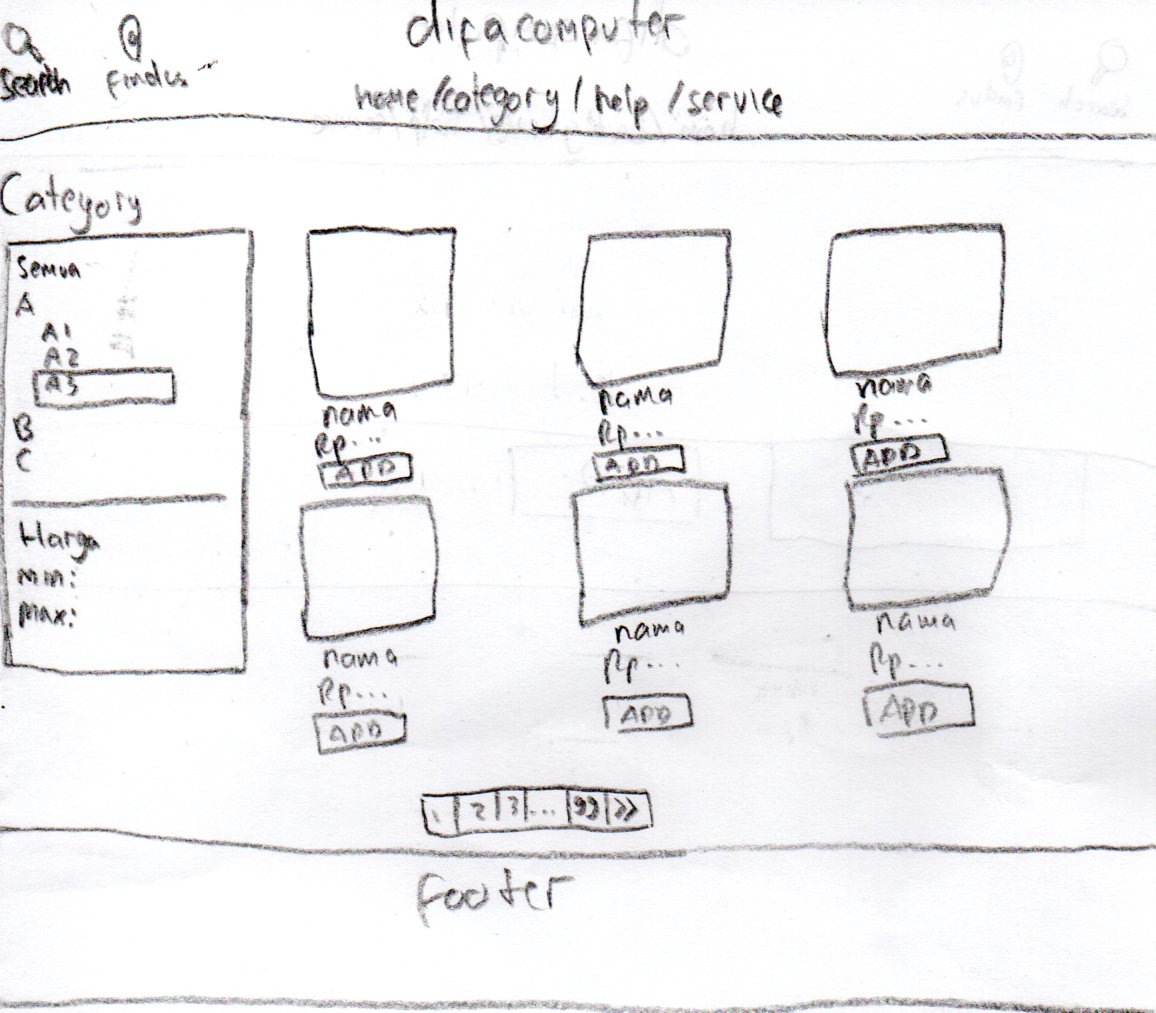 difacomputer
Search
Findus
home/category/help/service
Category
Semua
A
A1
A2
A3
B
C
Harga
Min:
Max:
nama
Rp...
ADD
nama
Rp...
ADD
nama
Rp...
ADD
nama
Rp...
ADD
nama
Rp...
ADD
nama
Rp...
ADD
1 2 3 ... 99 >>
Footer